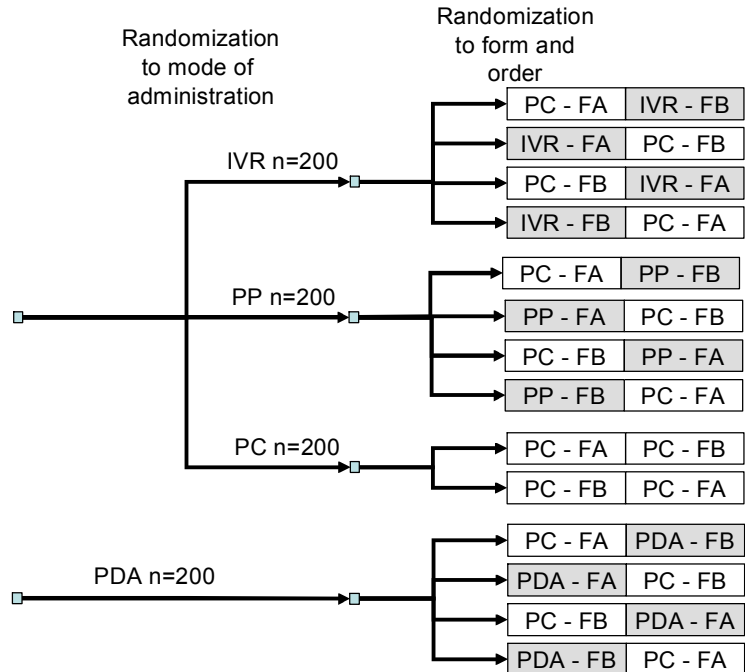 Randomization
to mode of
administration
Randomization
to form and
order
IVR n=200
PC - FA IVR - FB
IVR - FA PC - FB
PC - FB IVR - FA
IVR - FB PC - FA
PP n=200
PC - FA PP - FB
PP - FA PC - FB
PC - FB PP - FA
PP - FB PC - FA
PC n=200
PC - FA PC - FB
PC - FB PC - FA
PDA n=200
PC - FA PDA - FB
PDA - FA PC - FB
PC - FB PDA - FA
PDA - FB PC - FA